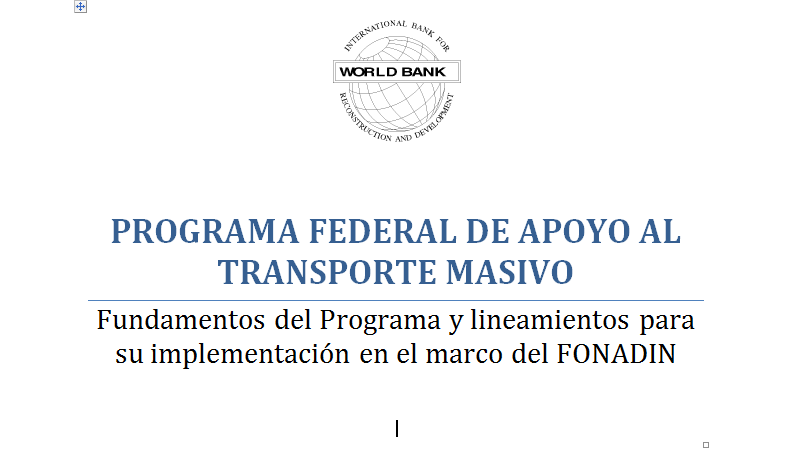 INTERNATIONAL BANK FOR
WORLD BANK
RECONSTRUCTION AND DEVELOPMENT
PROGRAMA FEDERAL DE APOYO AL
TRANSPORTE MASIVO
Fundamentos del Programa y lineamientos para
su implementación en el marco del FONADIN